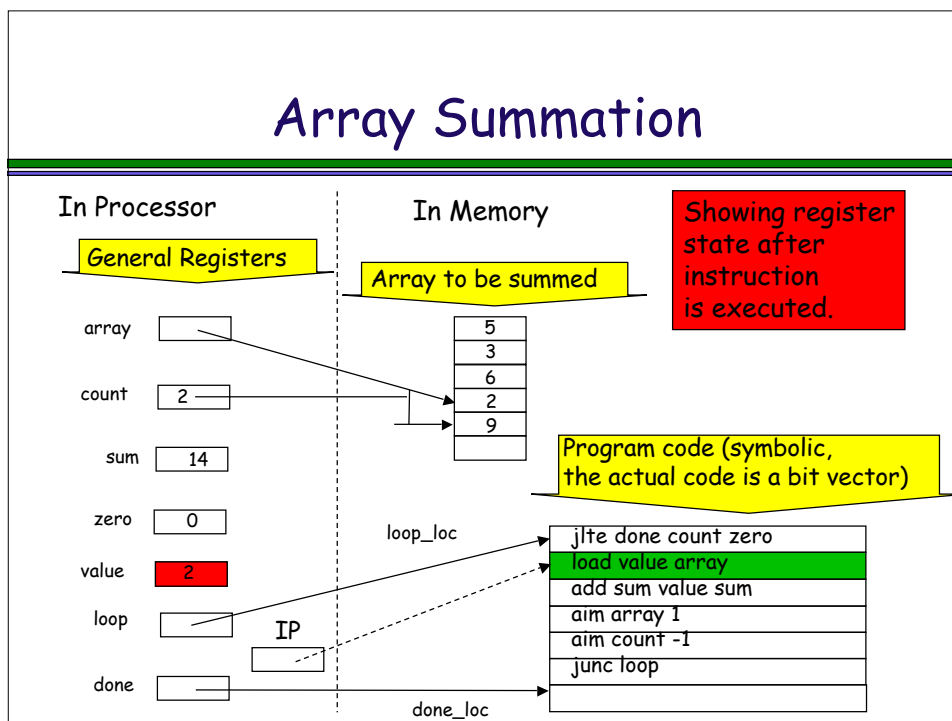 Array Summation
In Processor
In Memory
Showing register
state after
instruction
is executed.
General Registers
Array to be summed
array
count
2
sum
14
zero
0
value
2
loop
IP
done
5
3
6
2
9
Program code (symbolic,
the actual code is a bit vector)
loop_loc
jlte done count zero
load value array
add sum value sum
aim array 1
aim count -1
junc loop
done_loc